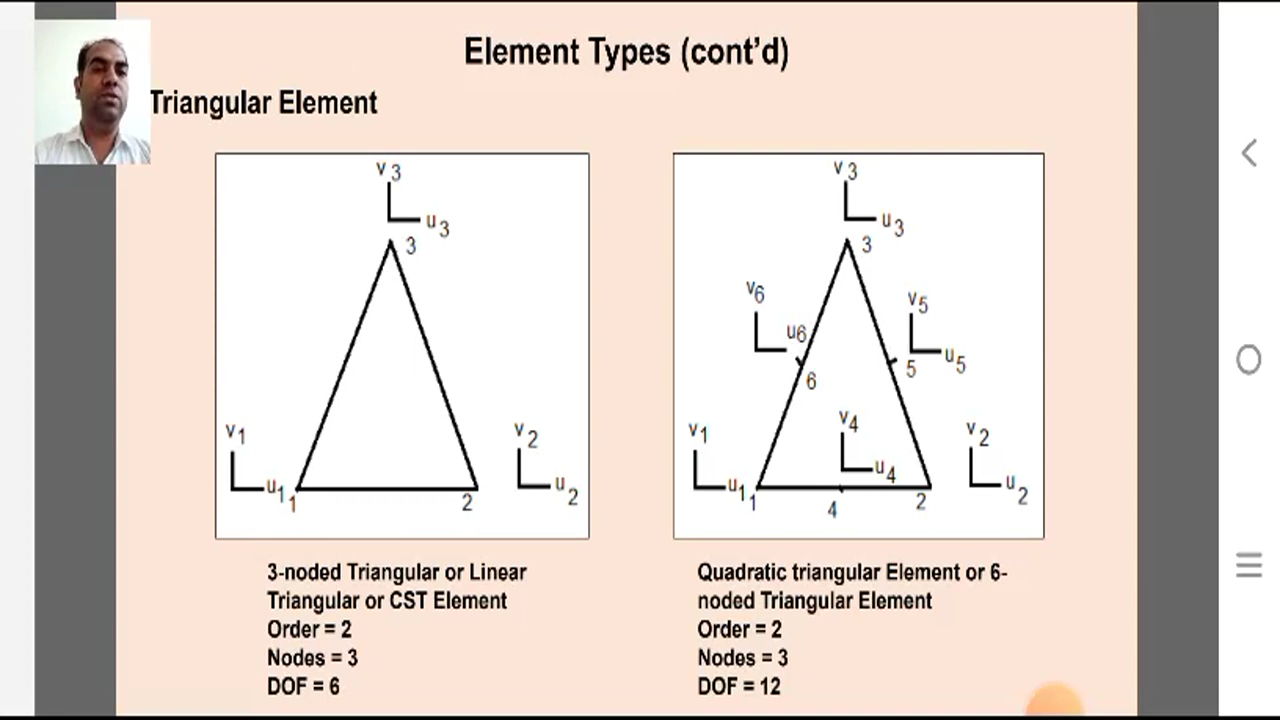 Element Types (cont'd)
Triangular Element
v3
u3
3
v1
u1
1
2
v2
u2
v3
u3
3
v6
u6
6
v5
u5
5
v4
u4
4
v1
u1
1
2
v2
u2
3-noded Triangular or Linear
Triangular or CST Element
Order = 2
Nodes = 3
DOF = 6
Quadratic triangular Element or 6-
noded Triangular Element
Order = 2
Nodes = 3
DOF = 12